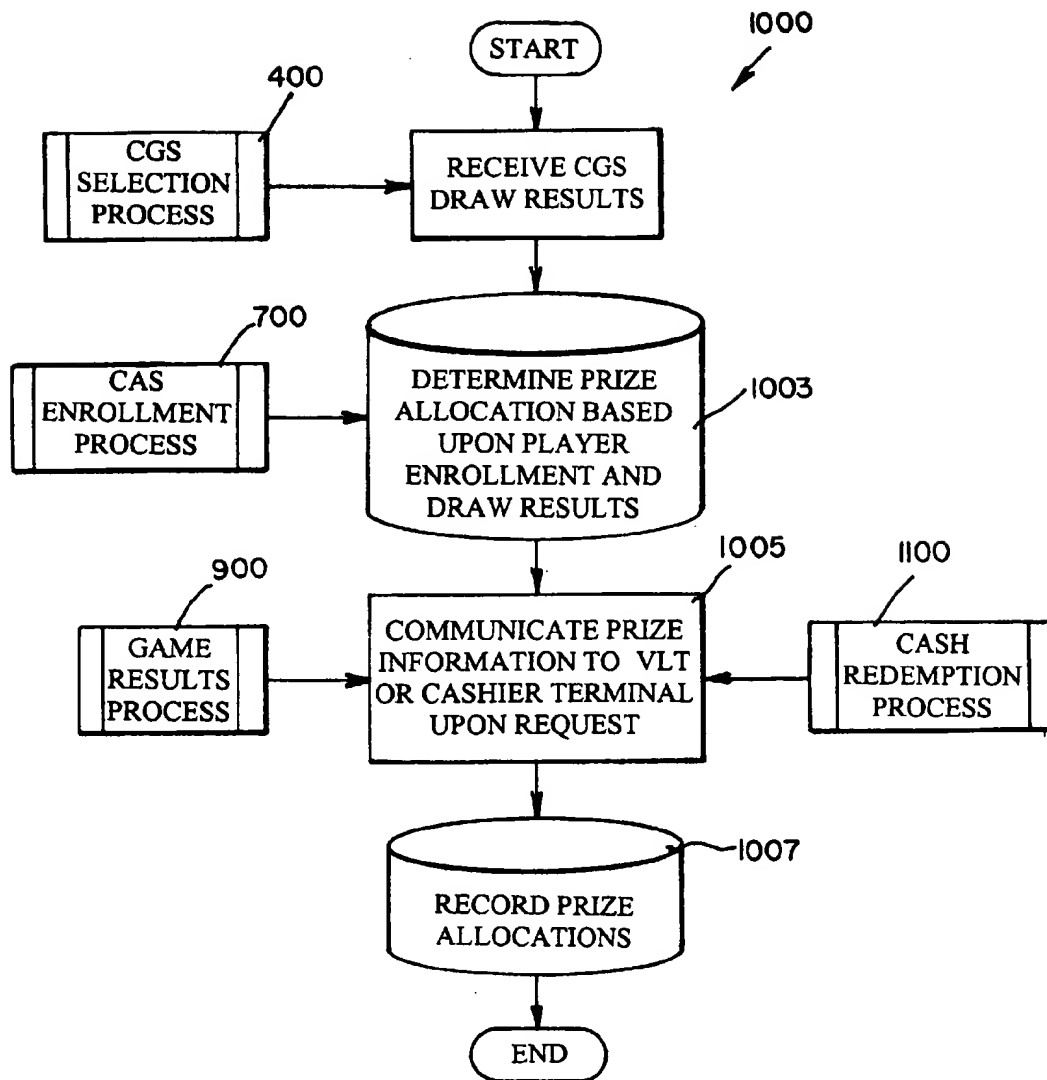 1000
START
400
CGS
SELECTION
PROCESS
RECEIVE CGS
DRAW RESULTS
700
CAS
ENROLLMENT
PROCESS
DETERMINE PRIZE
ALLOCATION BASED
UPON PLAYER
ENROLLMENT AND
DRAW RESULTS
1003
900
GAME
RESULTS
PROCESS
1005
COMMUNICATE PRIZE
INFORMATION TO VLT
OR CASHIER TERMINAL
UPON REQUEST
1100
CASH
REDEMPTION
PROCESS
1007
RECORD PRIZE
ALLOCATIONS
END